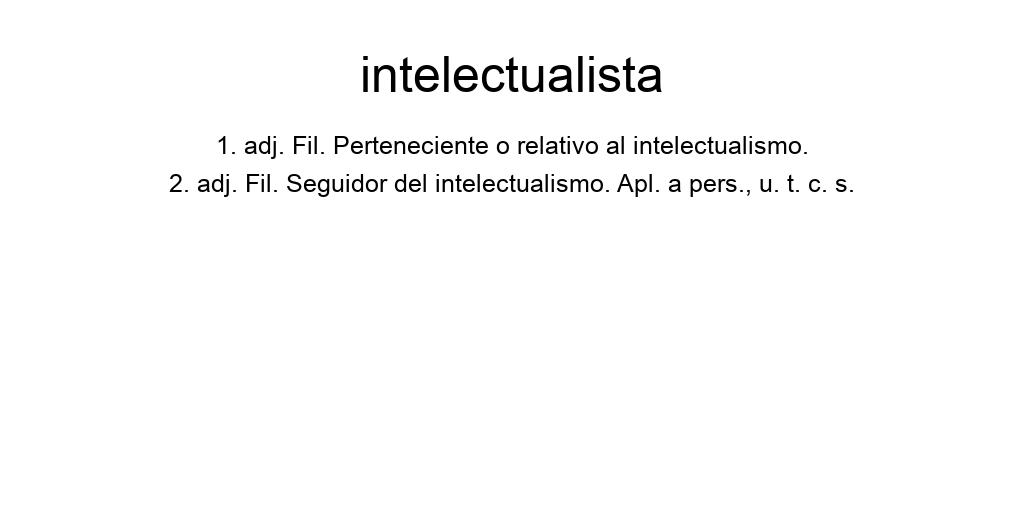 intelectualista
1. adj. Fil. Perteneciente o relativo al intelectualismo.
2. adj. Fil. Seguidor del intelectualismo. Apl. a pers., u. t. c. s.